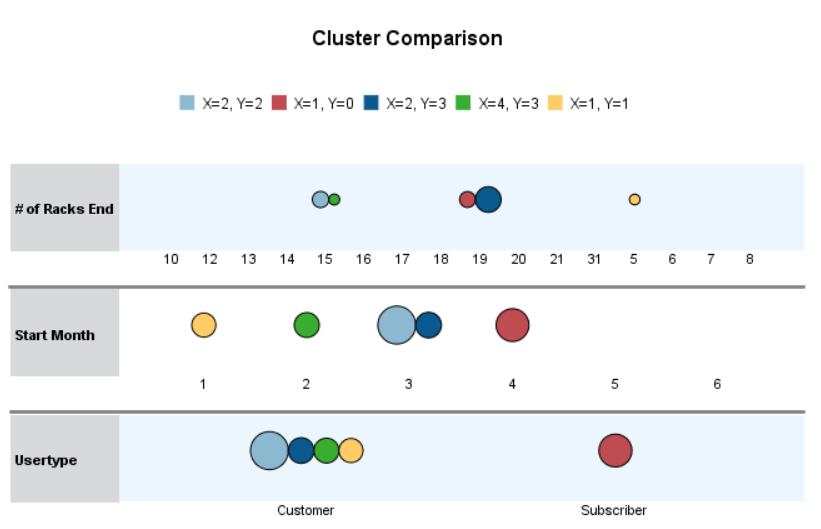 Cluster Comparison
X=2, Y=2 X=1, Y=0 X=2, Y=3 X=4, Y=3 X=1, Y=1
# of Racks End
10 12 13 14 15 16 17 18 19 20 21 31 5 6 7 8
Start Month
1 2 3 4 5 6
Usertype
Customer Subscriber